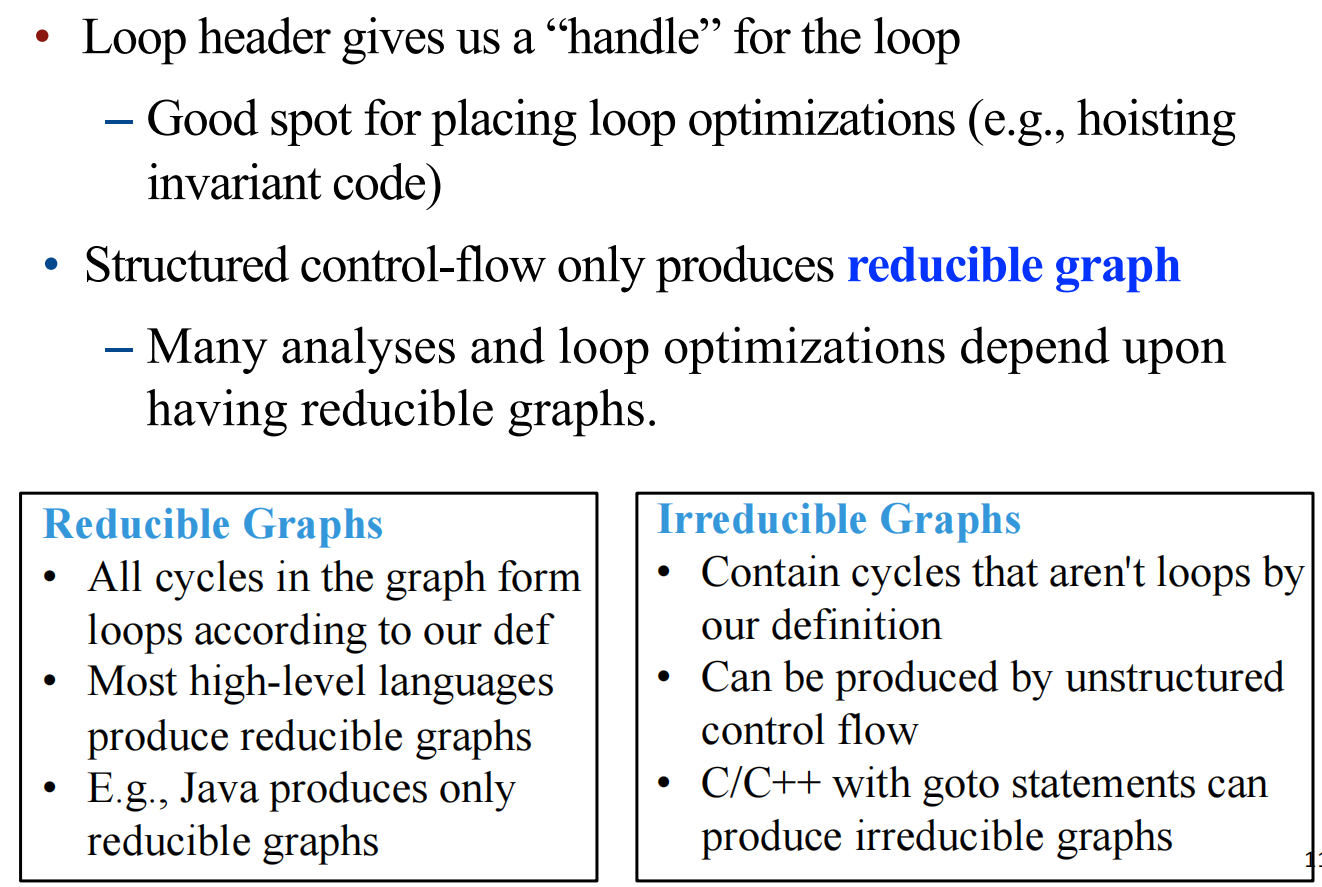 • Loop header gives us a “handle” for the loop
– Good spot for placing loop optimizations (e.g., hoisting
invariant code)
• Structured control-flow only produces reducible graph
– Many analyses and loop optimizations depend upon
having reducible graphs.
Reducible Graphs
• All cycles in the graph form
loops according to our def
• Most high-level languages
produce reducible graphs
• E.g., Java produces only
reducible graphs
Irreducible Graphs
• Contain cycles that aren't loops by
our definition
• Can be produced by unstructured
control flow
• C/C++ with goto statements can
produce irreducible graphs